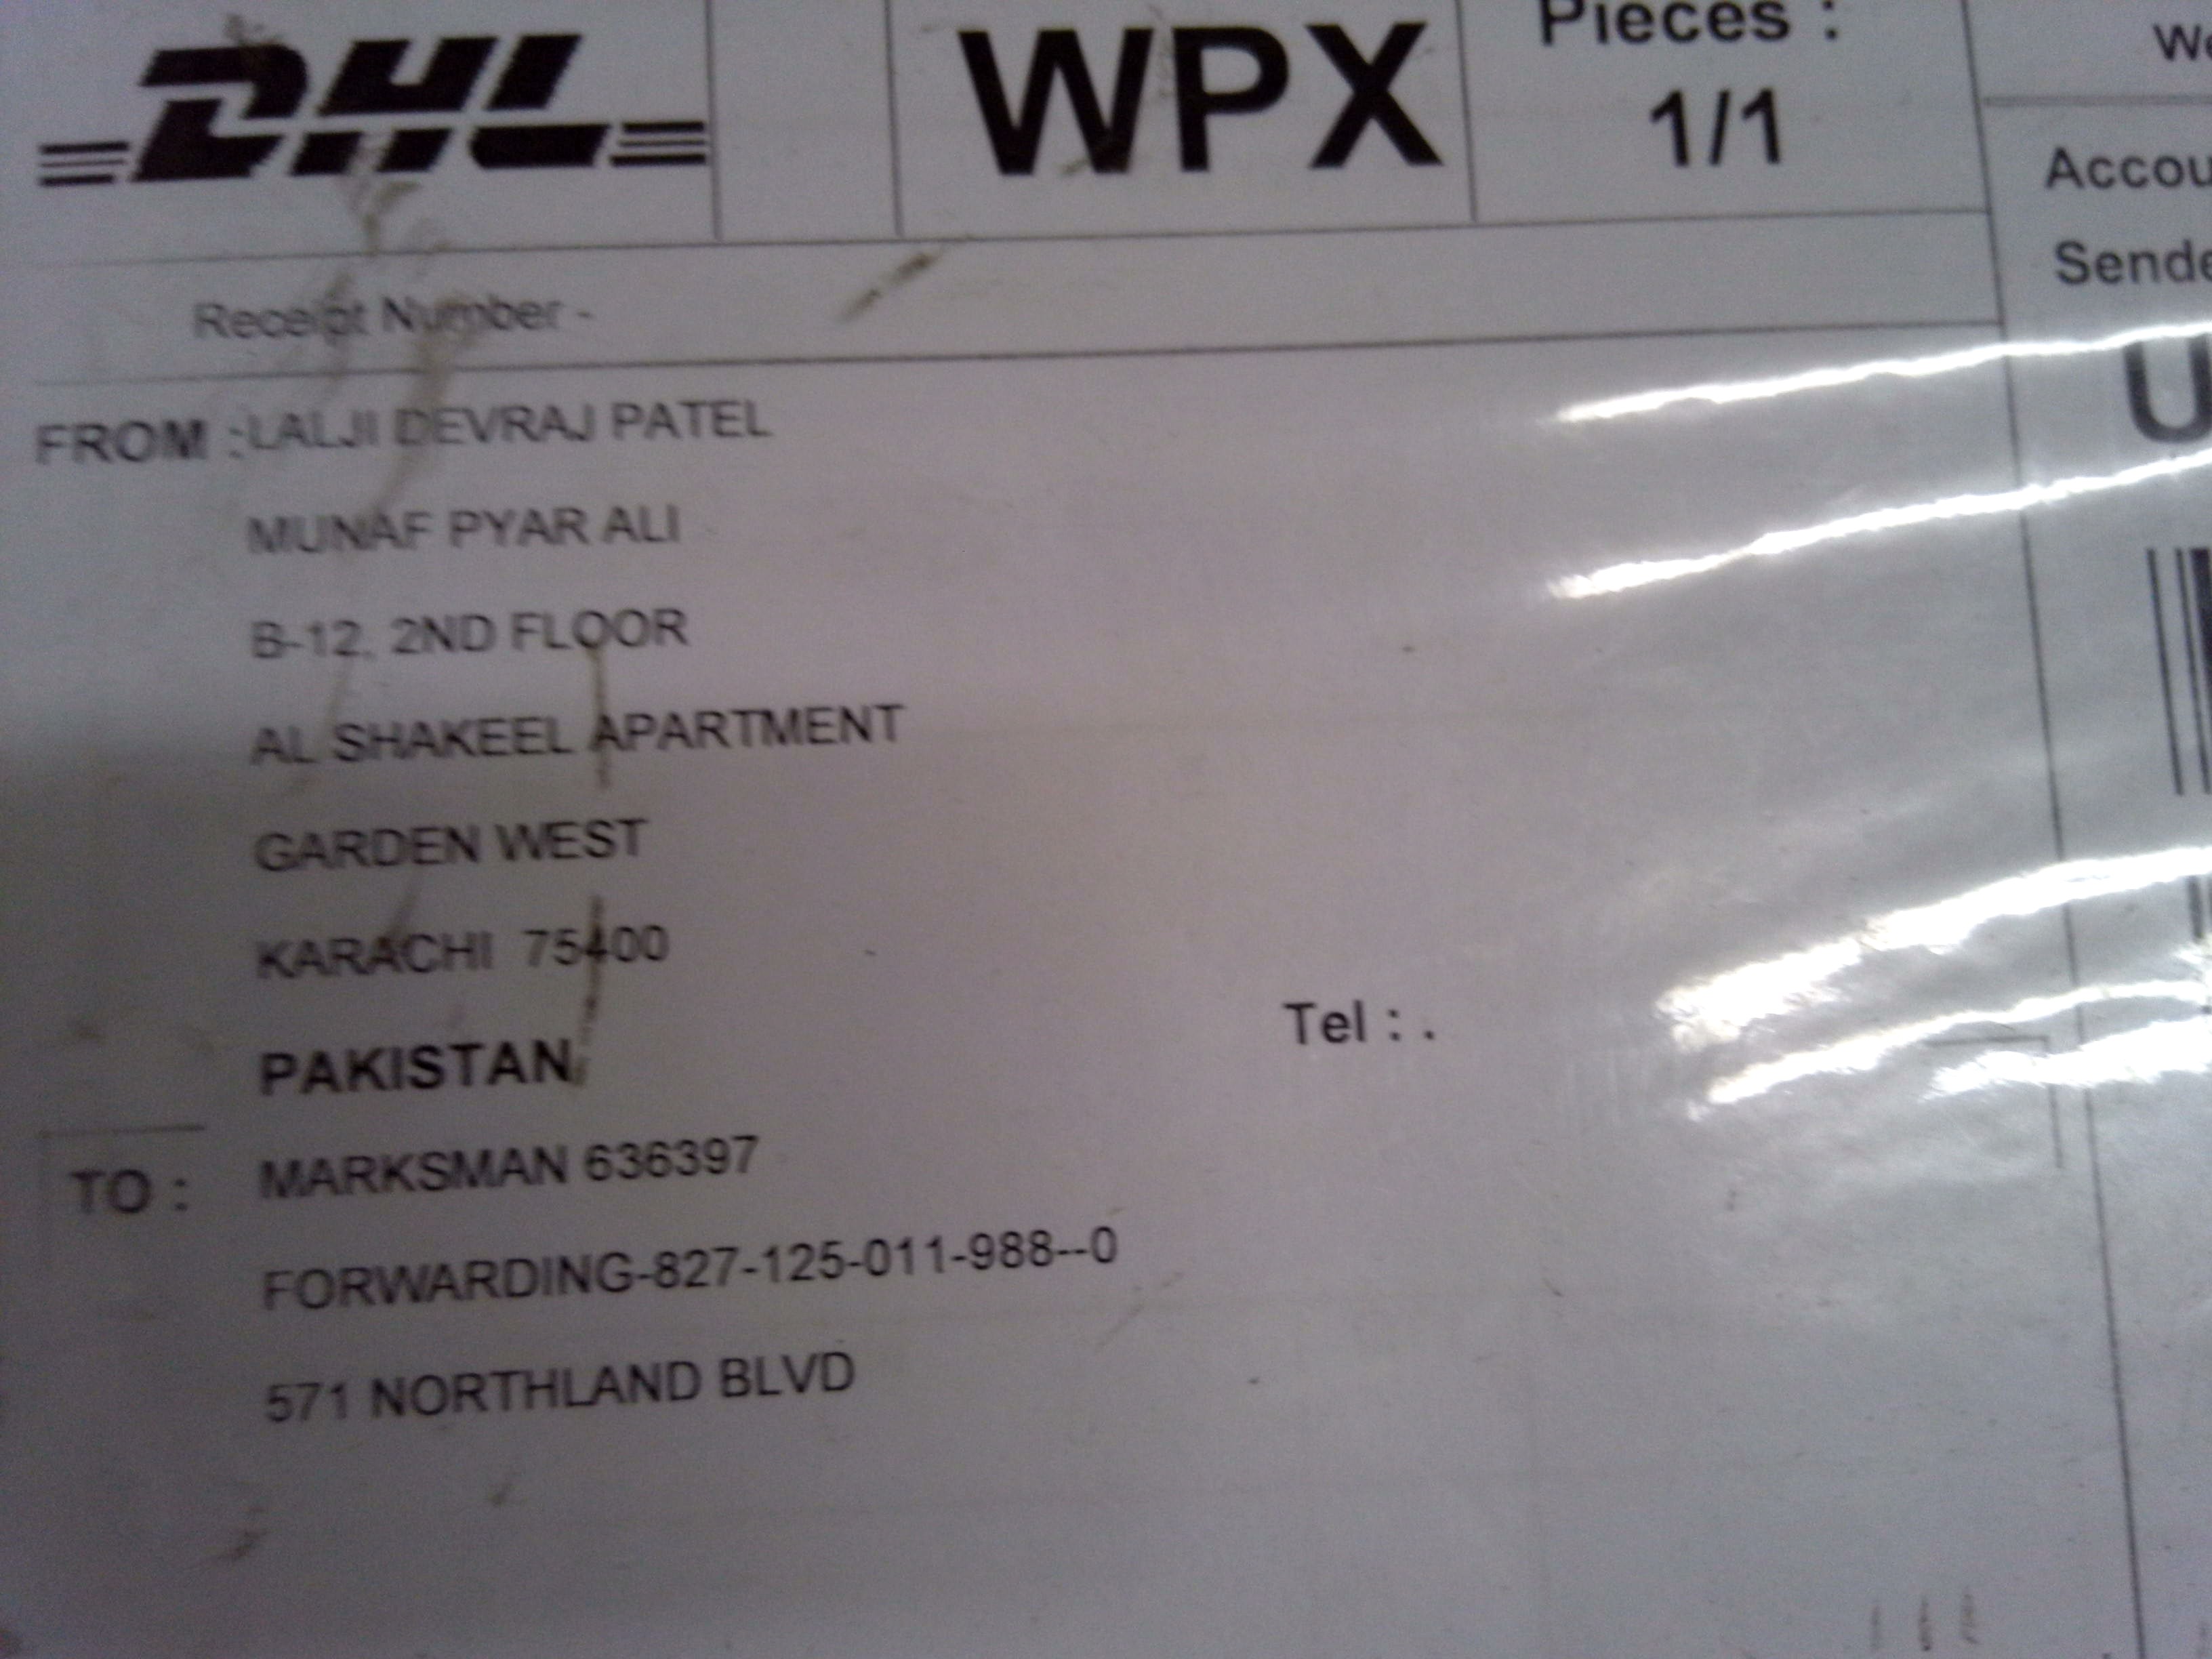 DHL
WPX
Pieces :
1/1
Receipt Number -
FROM : LALJI DEVRAJ PATEL
MUNAF PYAR ALI
B-12, 2ND FLOOR
AL SHAKEEL APARTMENT
GARDEN WEST
KARACHI 75400
PAKISTAN
Tel : .
TO : MARKSMAN 636397
FORWARDING-827-125-011-988--0
571 NORTHLAND BLVD